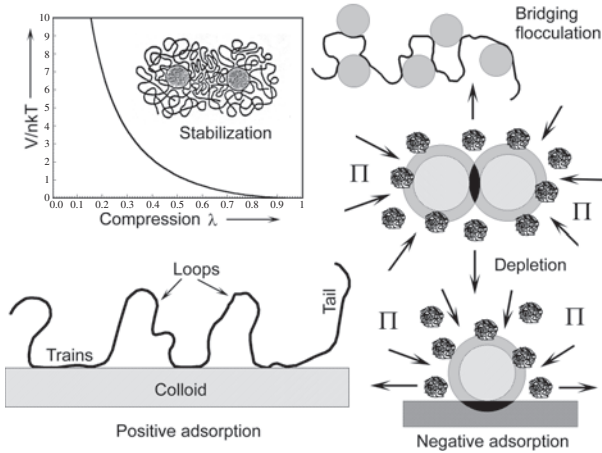 10
9
8
7
6
5
4
3
2
1
0
V/nkT
Stabilization
0.0 0.1 0.2 0.3 0.4 0.5 0.6 0.7 0.8 0.9 1
Compression λ
Bridging
flocculation
Π
Π
Depletion
Π
Π
Negative adsorption
Loops
Tail
Trains
Colloid
Positive adsorption